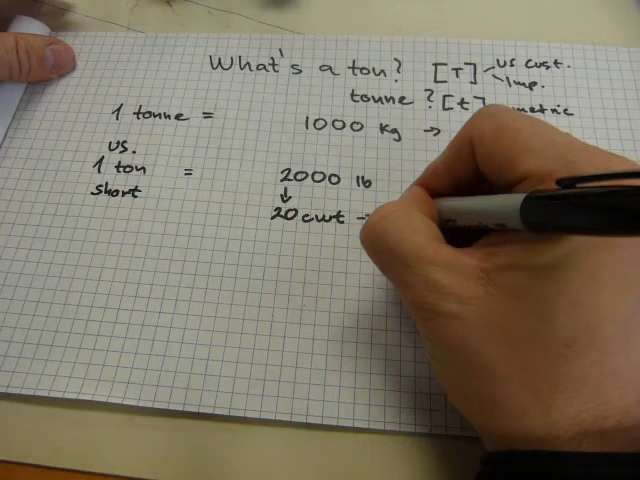 What's a ton? [T] US cust.
Imp.
tonne? [t] metric
1 tonne = 1000 kg →
US.
1 ton = 2000 lb
short ↓
20 cwt →